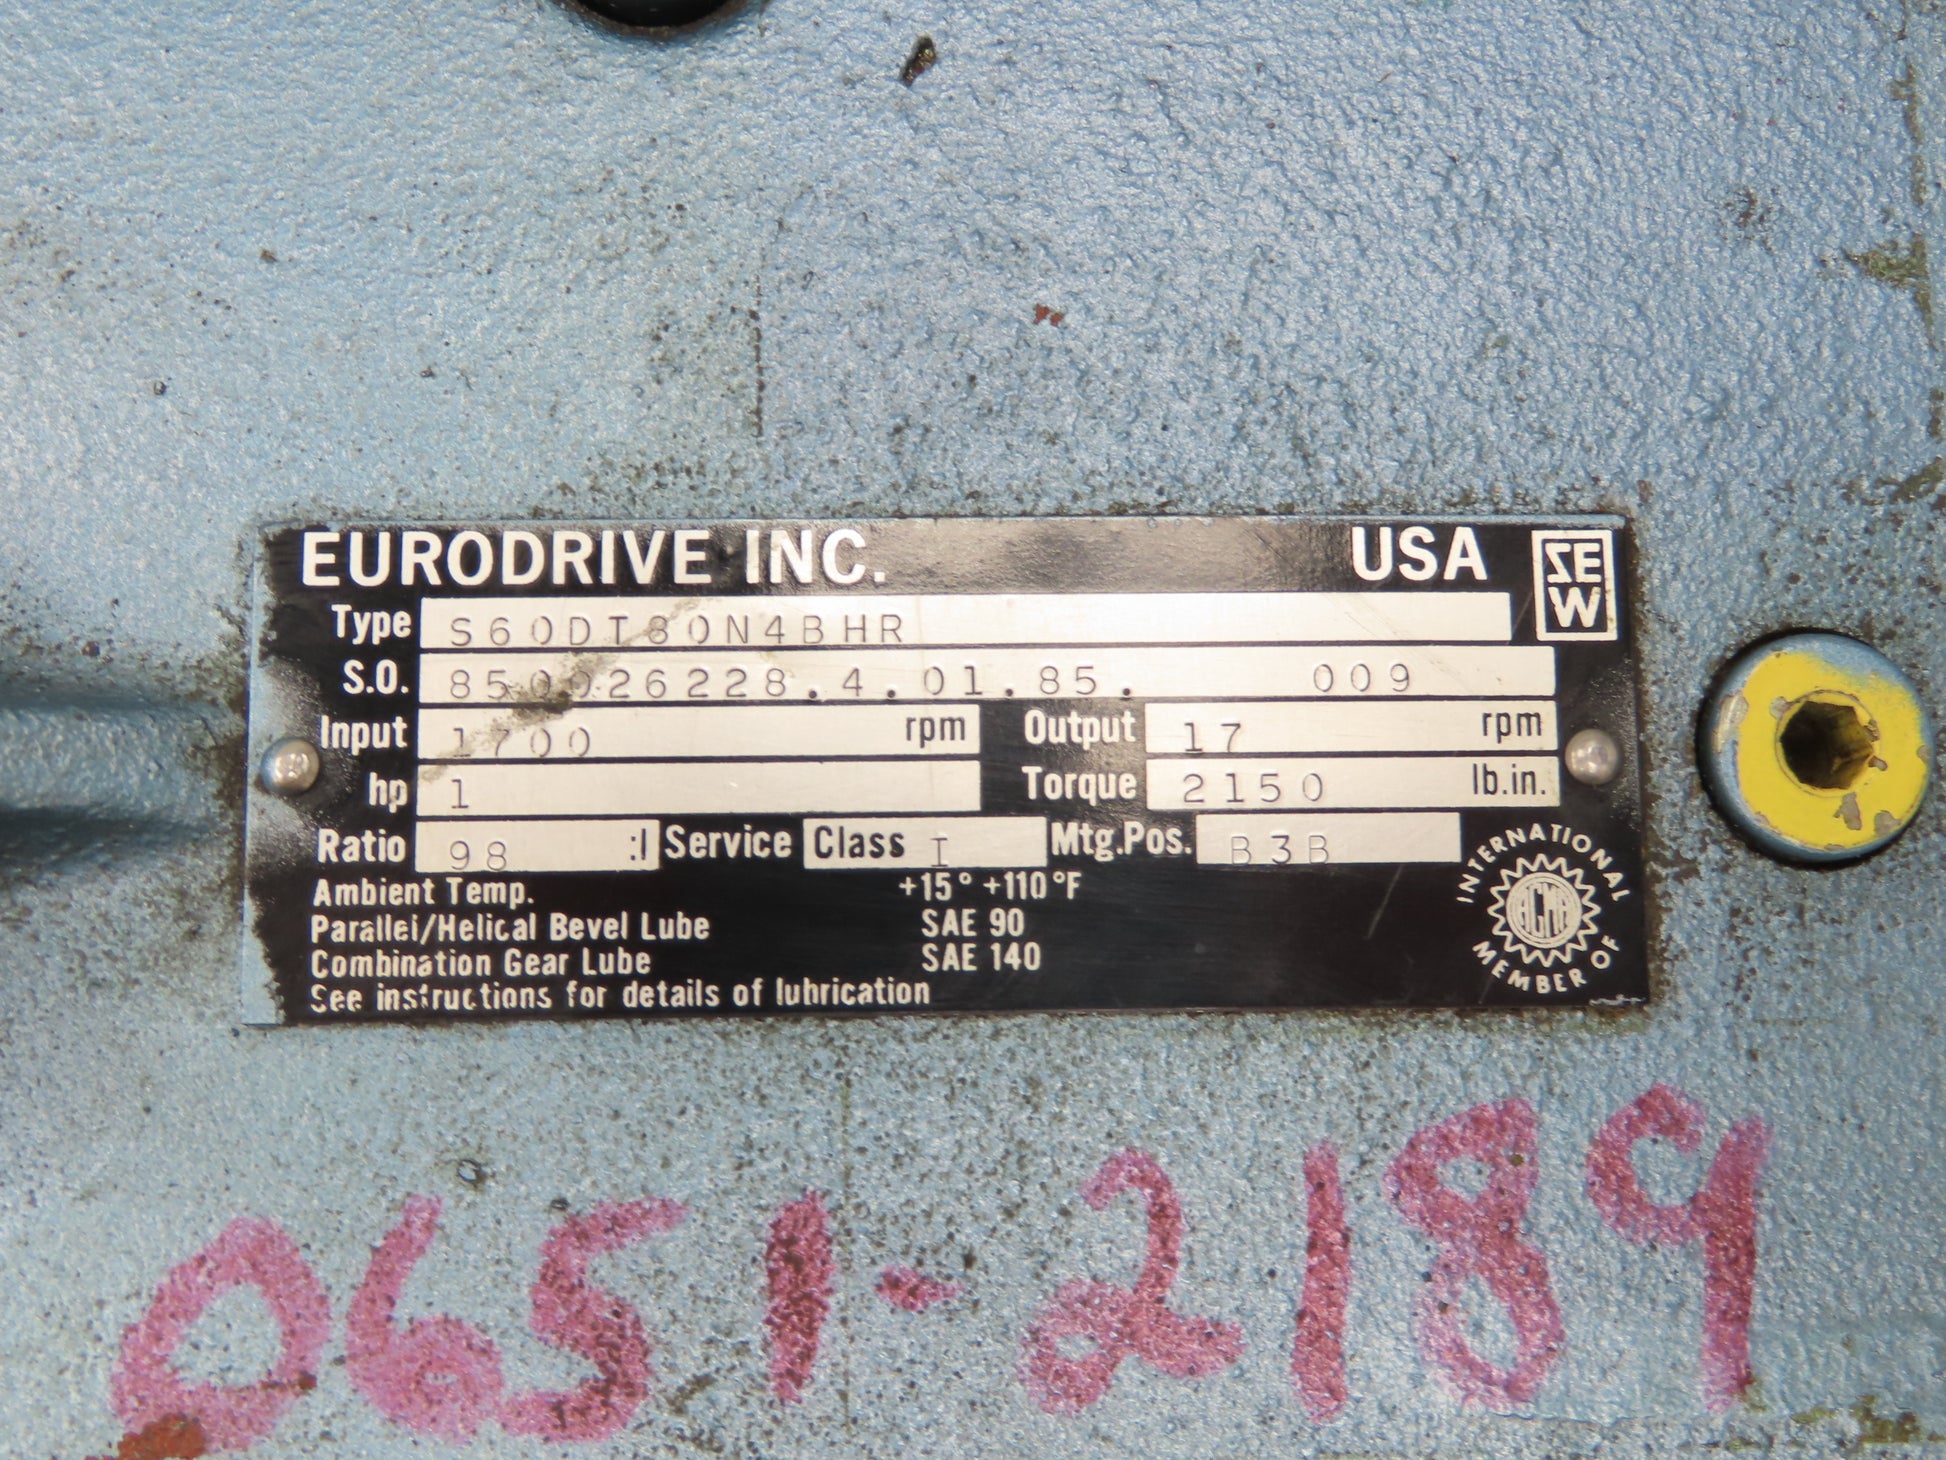 EURODRIVE INC. USA SEW
Type S60DT80N4BHR
S.O. 850926228.4.01.85. 009
Input 1700 rpm Output 17 rpm
hp 1 Torque 2150 lb.in.
Ratio 98 :1 Service Class I Mtg.Pos. B3B
Ambient Temp. +15° +110°F
Parallel/Helical Bevel Lube SAE 90
Combination Gear Lube SAE 140
See instructions for details of lubrication
INTERNATIONAL
AGMA
MEMBER OF
0651-2189